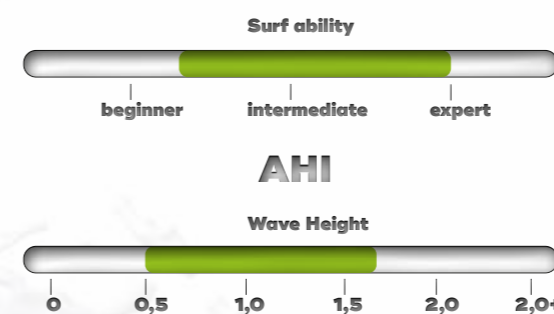 Surf ability
beginner intermediate expert
AHI
Wave Height
0 0,5 1,0 1,5 2,0 2,0+